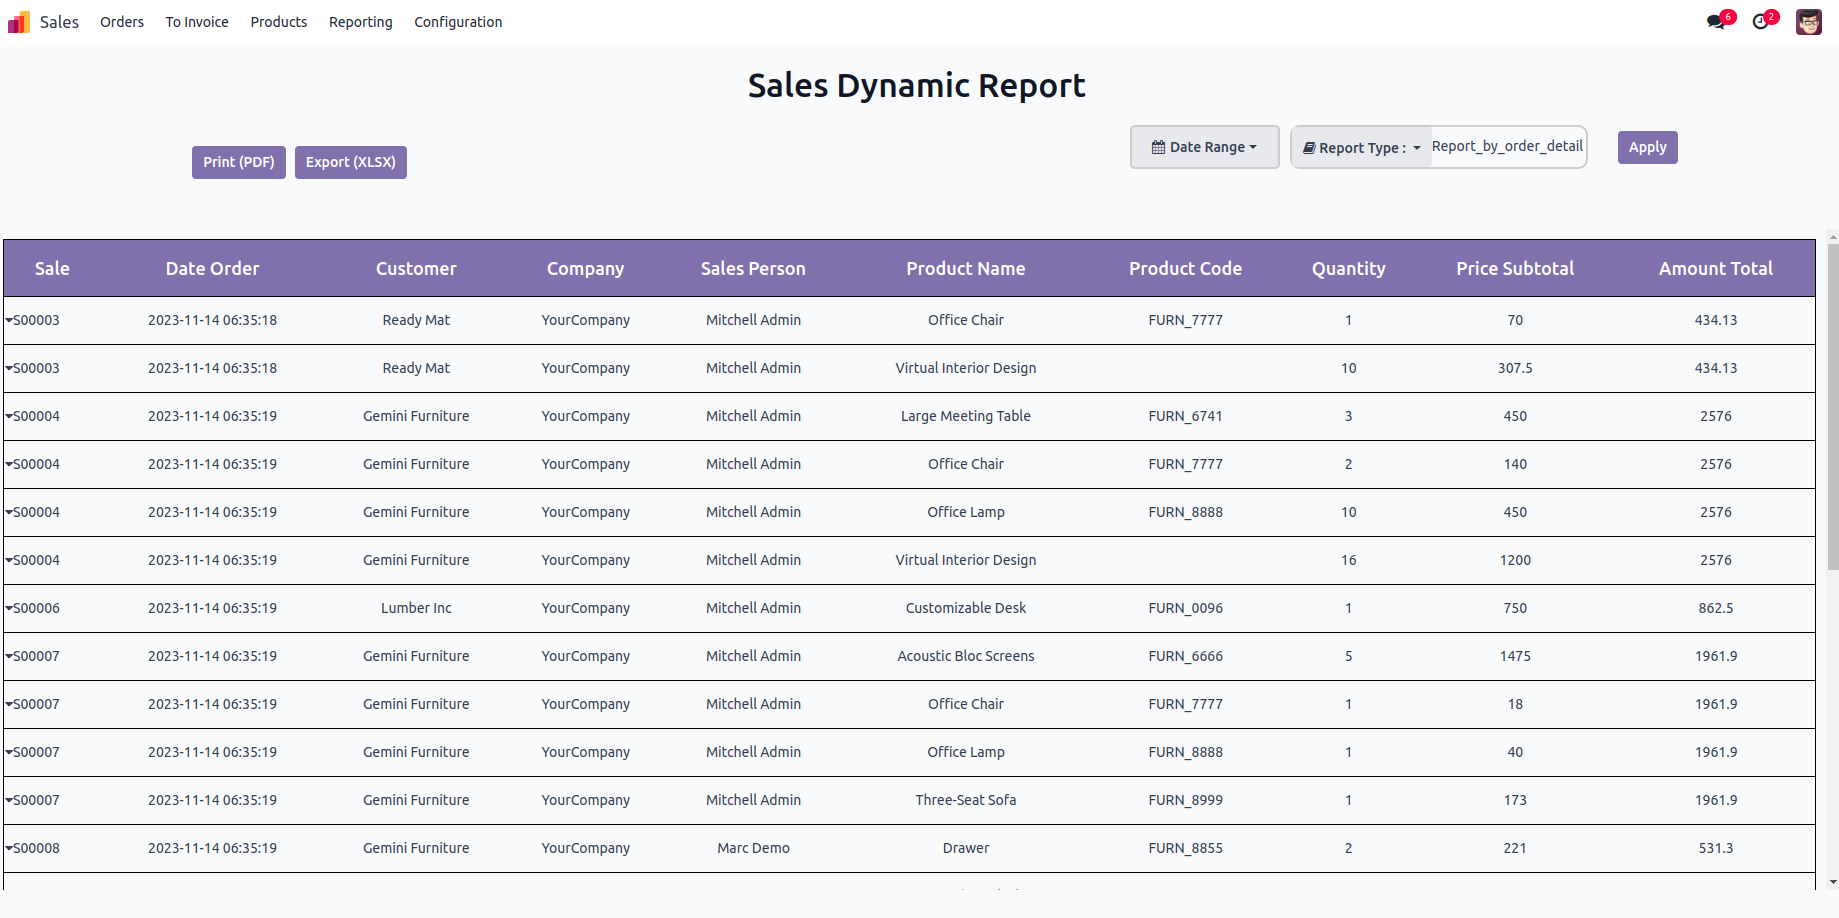 Sales Orders To Invoice Products Reporting Configuration 6 2
Sales Dynamic Report
Print (PDF) Export (XLSX) Date Range Report Type : Report_by_order_detail Apply
Sale Date Order Customer Company Sales Person Product Name Product Code Quantity Price Subtotal Amount Total
S00003 2023-11-14 06:35:18 Ready Mat YourCompany Mitchell Admin Office Chair FURN_7777 1 70 434.13
S00003 2023-11-14 06:35:18 Ready Mat YourCompany Mitchell Admin Virtual Interior Design 10 307.5 434.13
S00004 2023-11-14 06:35:19 Gemini Furniture YourCompany Mitchell Admin Large Meeting Table FURN_6741 3 450 2576
S00004 2023-11-14 06:35:19 Gemini Furniture YourCompany Mitchell Admin Office Chair FURN_7777 2 140 2576
S00004 2023-11-14 06:35:19 Gemini Furniture YourCompany Mitchell Admin Office Lamp FURN_8888 10 450 2576
S00004 2023-11-14 06:35:19 Gemini Furniture YourCompany Mitchell Admin Virtual Interior Design 16 1200 2576
S00006 2023-11-14 06:35:19 Lumber Inc YourCompany Mitchell Admin Customizable Desk FURN_0096 1 750 862.5
S00007 2023-11-14 06:35:19 Gemini Furniture YourCompany Mitchell Admin Acoustic Bloc Screens FURN_6666 5 1475 1961.9
S00007 2023-11-14 06:35:19 Gemini Furniture YourCompany Mitchell Admin Office Chair FURN_7777 1 18 1961.9
S00007 2023-11-14 06:35:19 Gemini Furniture YourCompany Mitchell Admin Office Lamp FURN_8888 1 40 1961.9
S00007 2023-11-14 06:35:19 Gemini Furniture YourCompany Mitchell Admin Three-Seat Sofa FURN_8999 1 173 1961.9
S00008 2023-11-14 06:35:19 Gemini Furniture YourCompany Marc Demo Drawer FURN_8855 2 221 531.3